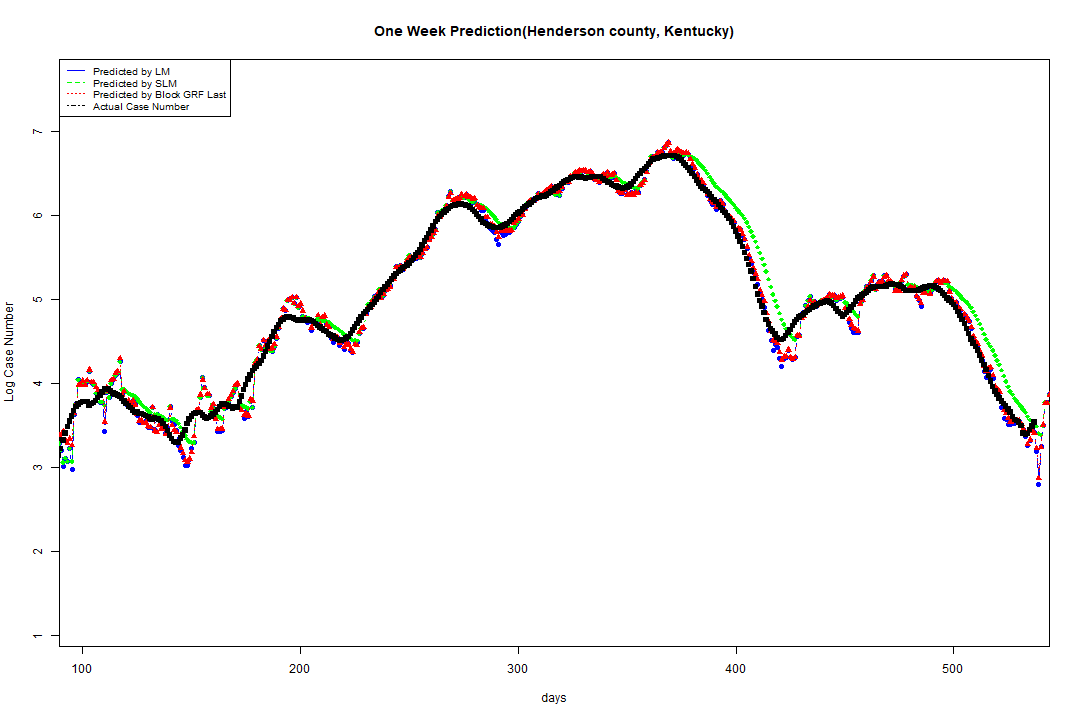 One Week Prediction(Henderson county, Kentucky)
Predicted by LM
Predicted by SLM
Predicted by Block GRF Last
Actual Case Number
7
6
5
4
3
2
1
Log Case Number
100 200 300 400 500
days